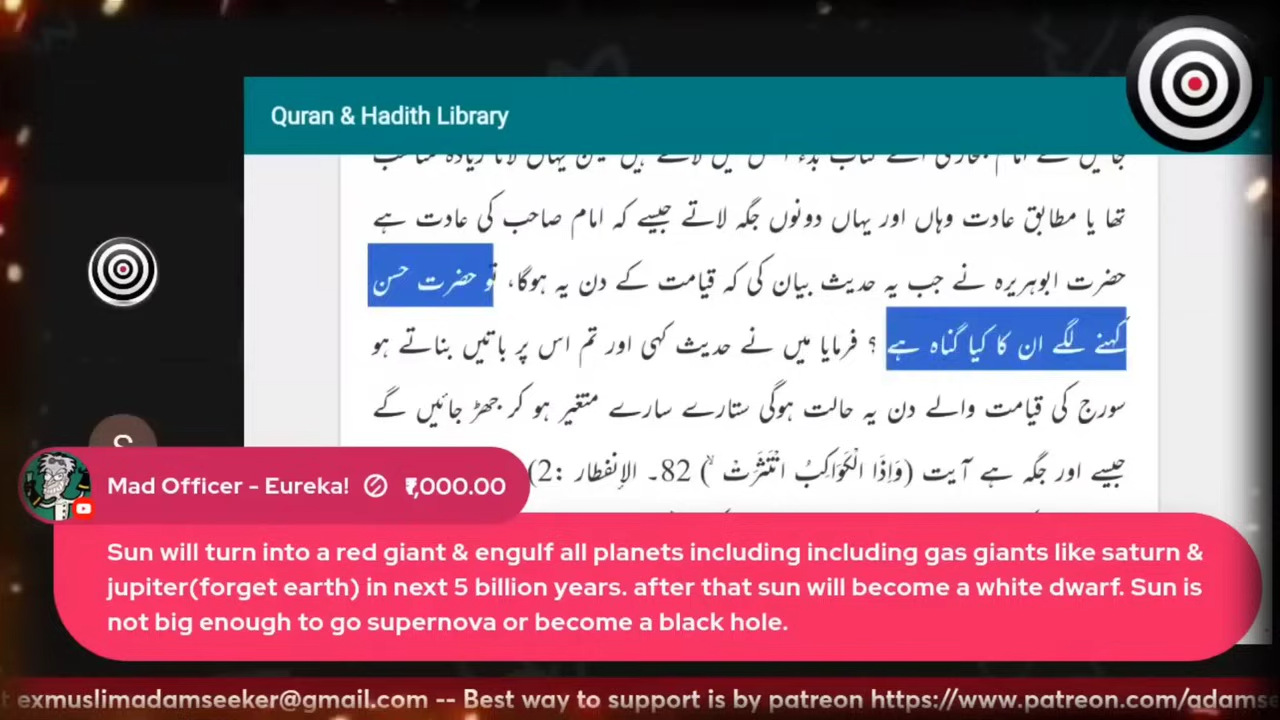 Quran & Hadith Library
تھا یا مطابق عادت وہاں اور یہاں دونوں جگہ لاتے جیسے کہ امام صاحب کی عادت ہے
حضرت ابوہریرہ نے جب یہ حدیث بیان کی کہ قیامت کے دن یہ ہوگا، تو حضرت حسن
کہنے لگے ان کا کیا گناہ ہے ؟ فرمایا میں نے حدیث کہی اور تم اس پر باتیں بناتے ہو
سورج کی قیامت والے دن یہ حالت ہوگی ستارے سارے متغیر ہو کر جھڑ جائیں گے
جیسے اور جگہ ہے آیت (وَاِذَا الْكَوَاكِبُ انْتَثَرَتْ ۙ) 82۔ الإنفطار :2)
Mad Officer - Eureka! ₹1,000.00
Sun will turn into a red giant & engulf all planets including including gas giants like saturn &
jupiter(forget earth) in next 5 billion years. after that sun will become a white dwarf. Sun is
not big enough to go supernova or become a black hole.
exmuslimadamseeker@gmail.com -- Best way to support is by patreon https://www.patreon.com/adamse